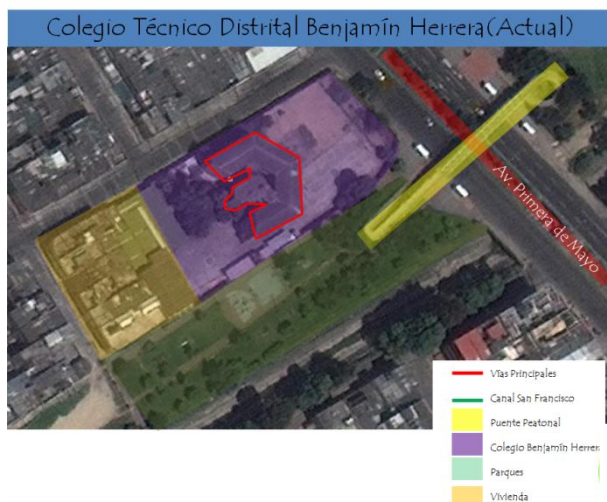 Colegio Técnico Distrital Benjamín Herrera(Actual)
Av. Primera de Mayo
Vías Principales
Canal San Francisco
Puente Peatonal
Colegio Benjamín Herrera
Parques
Vivienda